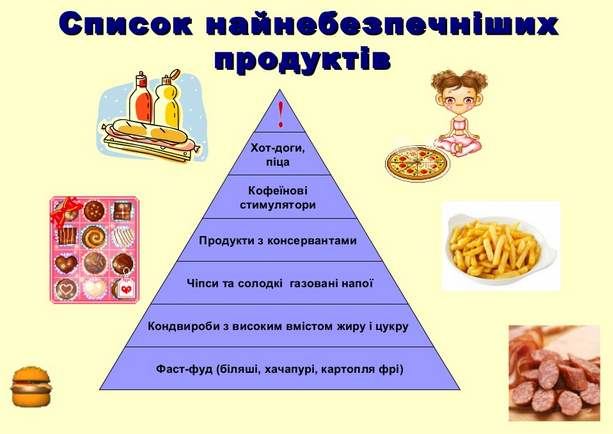 Список найнебезпечніших
продуктів
!
Хот-доги,
піца
Кофеїнові
стимулятори
Продукти з консервантами
Чіпси та солодкі газовані напої
Кондвироби з високим вмістом жиру і цукру
Фаст-фуд (біляші, хачапурі, картопля фрі)